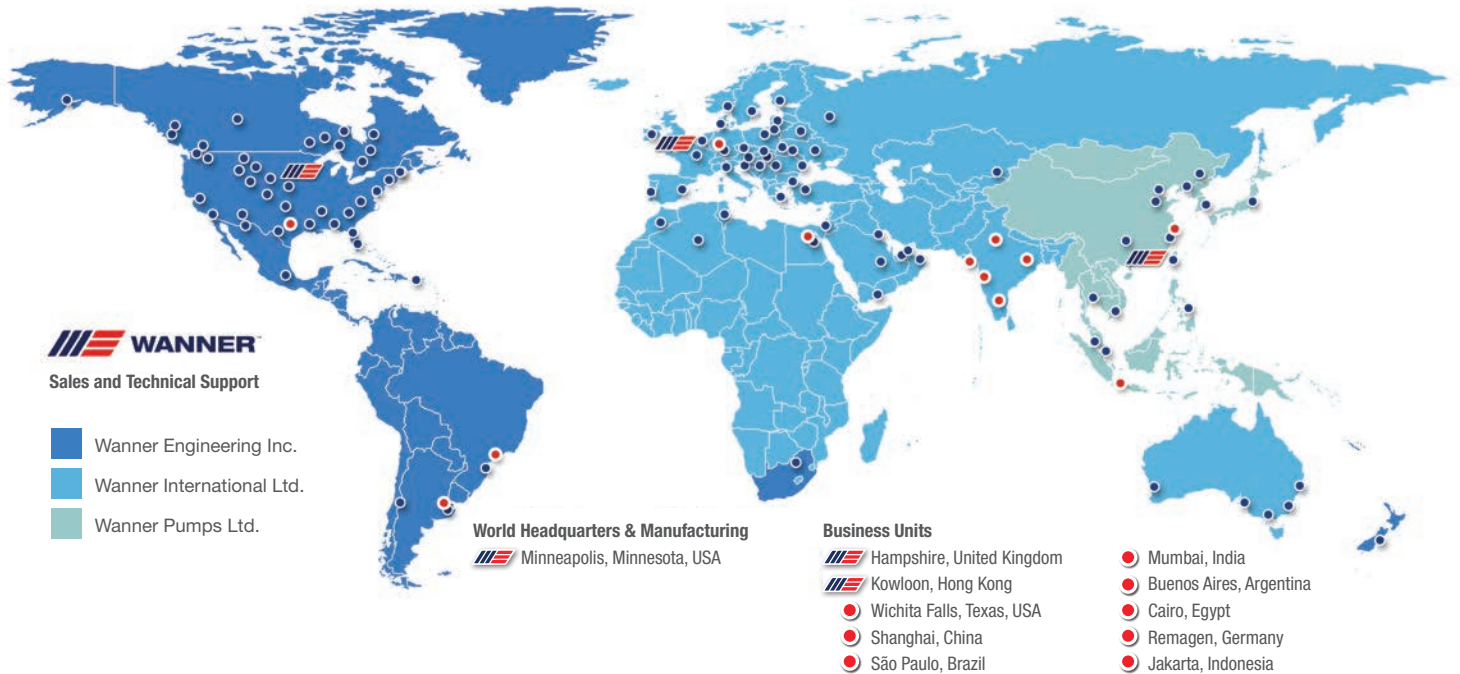 WANNER™
Sales and Technical Support
Wanner Engineering Inc.
Wanner International Ltd.
Wanner Pumps Ltd.
World Headquarters & Manufacturing
Minneapolis, Minnesota, USA
Business Units
Hampshire, United Kingdom
Kowloon, Hong Kong
Wichita Falls, Texas, USA
Shanghai, China
São Paulo, Brazil
Mumbai, India
Buenos Aires, Argentina
Cairo, Egypt
Remagen, Germany
Jakarta, Indonesia